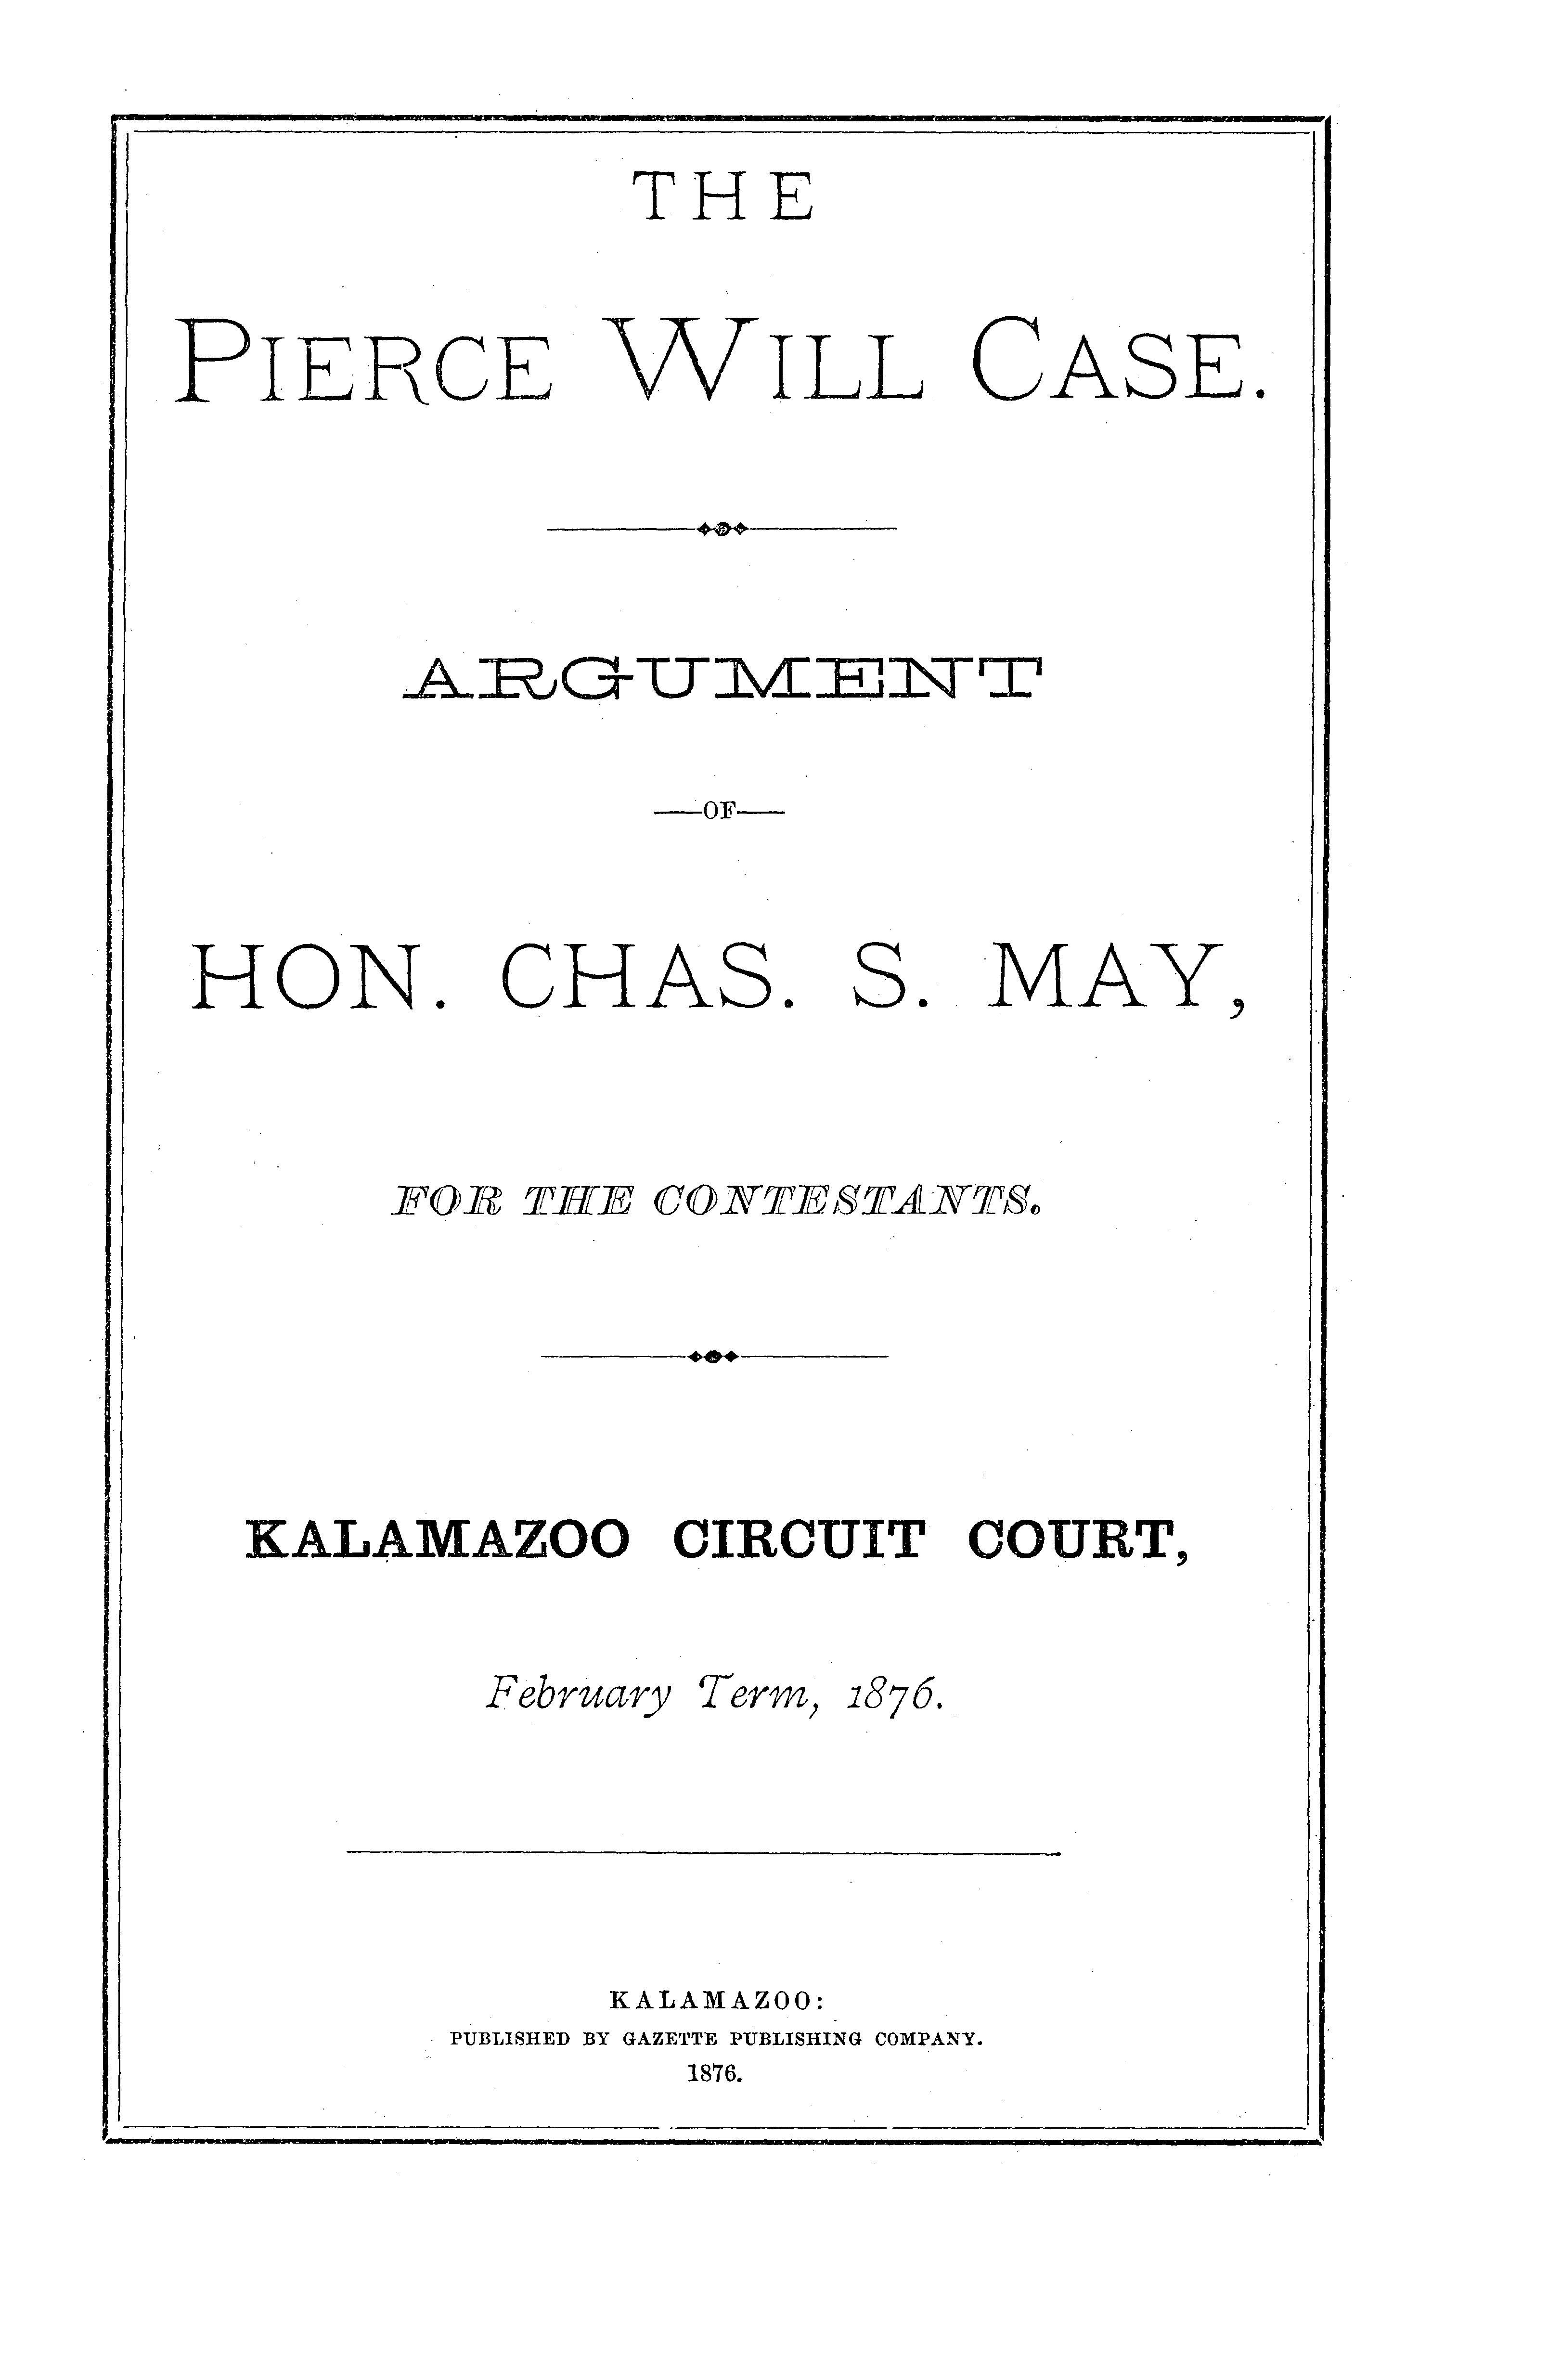 THE
PIERCE WILL CASE.
ARGUMENT
—OF—
HON. CHAS. S. MAY,
FOR THE CONTESTANTS.
KALAMAZOO CIRCUIT COURT,
February Term, 1876.
KALAMAZOO:
PUBLISHED BY GAZETTE PUBLISHING COMPANY.
1876.